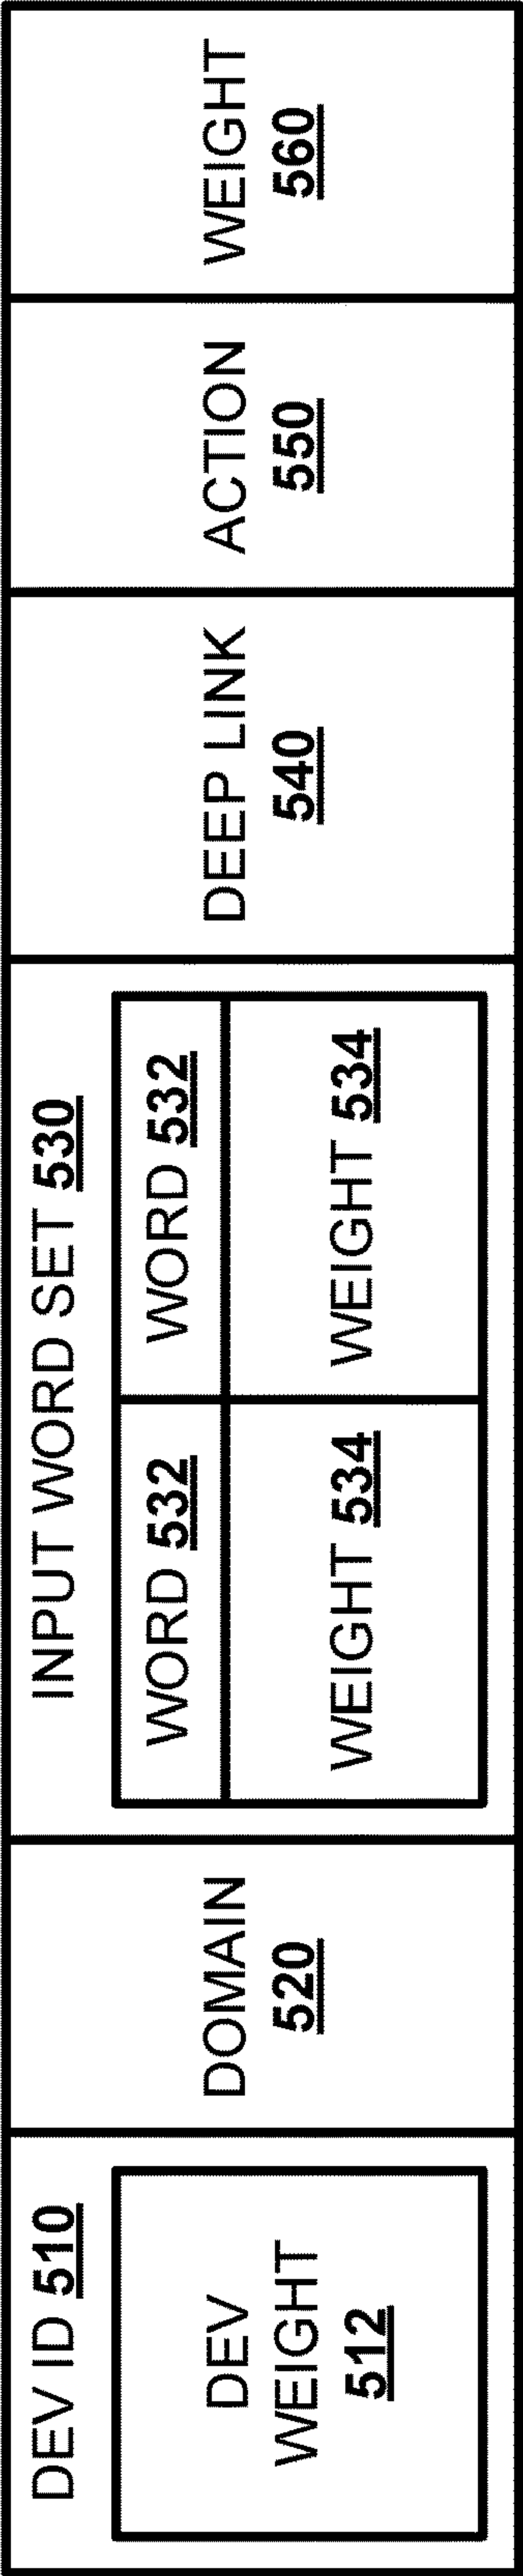 DEV ID 510
DEV
WEIGHT
512
DOMAIN
520
INPUT WORD SET 530
WORD 532
WORD 532
WEIGHT 534
WEIGHT 534
DEEP LINK
540
ACTION
550
WEIGHT
560